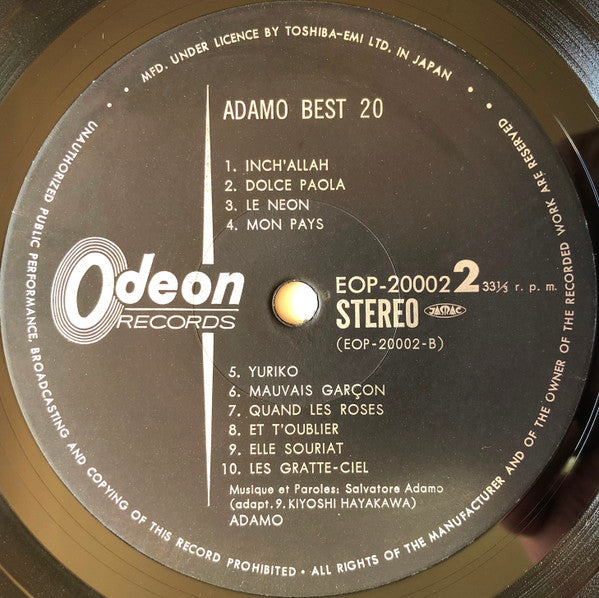 • MFD. UNDER LICENCE BY TOSHIBA-EMI LTD. IN JAPAN •
ADAMO BEST 20
1. INCH'ALLAH
2. DOLCE PAOLA
3. LE NEON
4. MON PAYS
Odeon
RECORDS
EOP-20002 2 33⅓ r. p. m.
STEREO JASRAC
(EOP-20002-B)
5. YURIKO
6. MAUVAIS GARÇON
7. QUAND LES ROSES
8. ET T'OUBLIER
9. ELLE SOURIAT
10. LES GRATTE-CIEL
Musique et Paroles: Salvatore Adamo
(adapt. 9. KIYOSHI HAYAKAWA)
ADAMO
UNAUTHORIZED PUBLIC PERFORMANCE, BROADCASTING AND COPYING OF THIS RECORD PROHIBITED • ALL RIGHTS OF THE MANUFACTURER AND OF THE OWNER OF THE RECORDED WORK ARE RESERVED